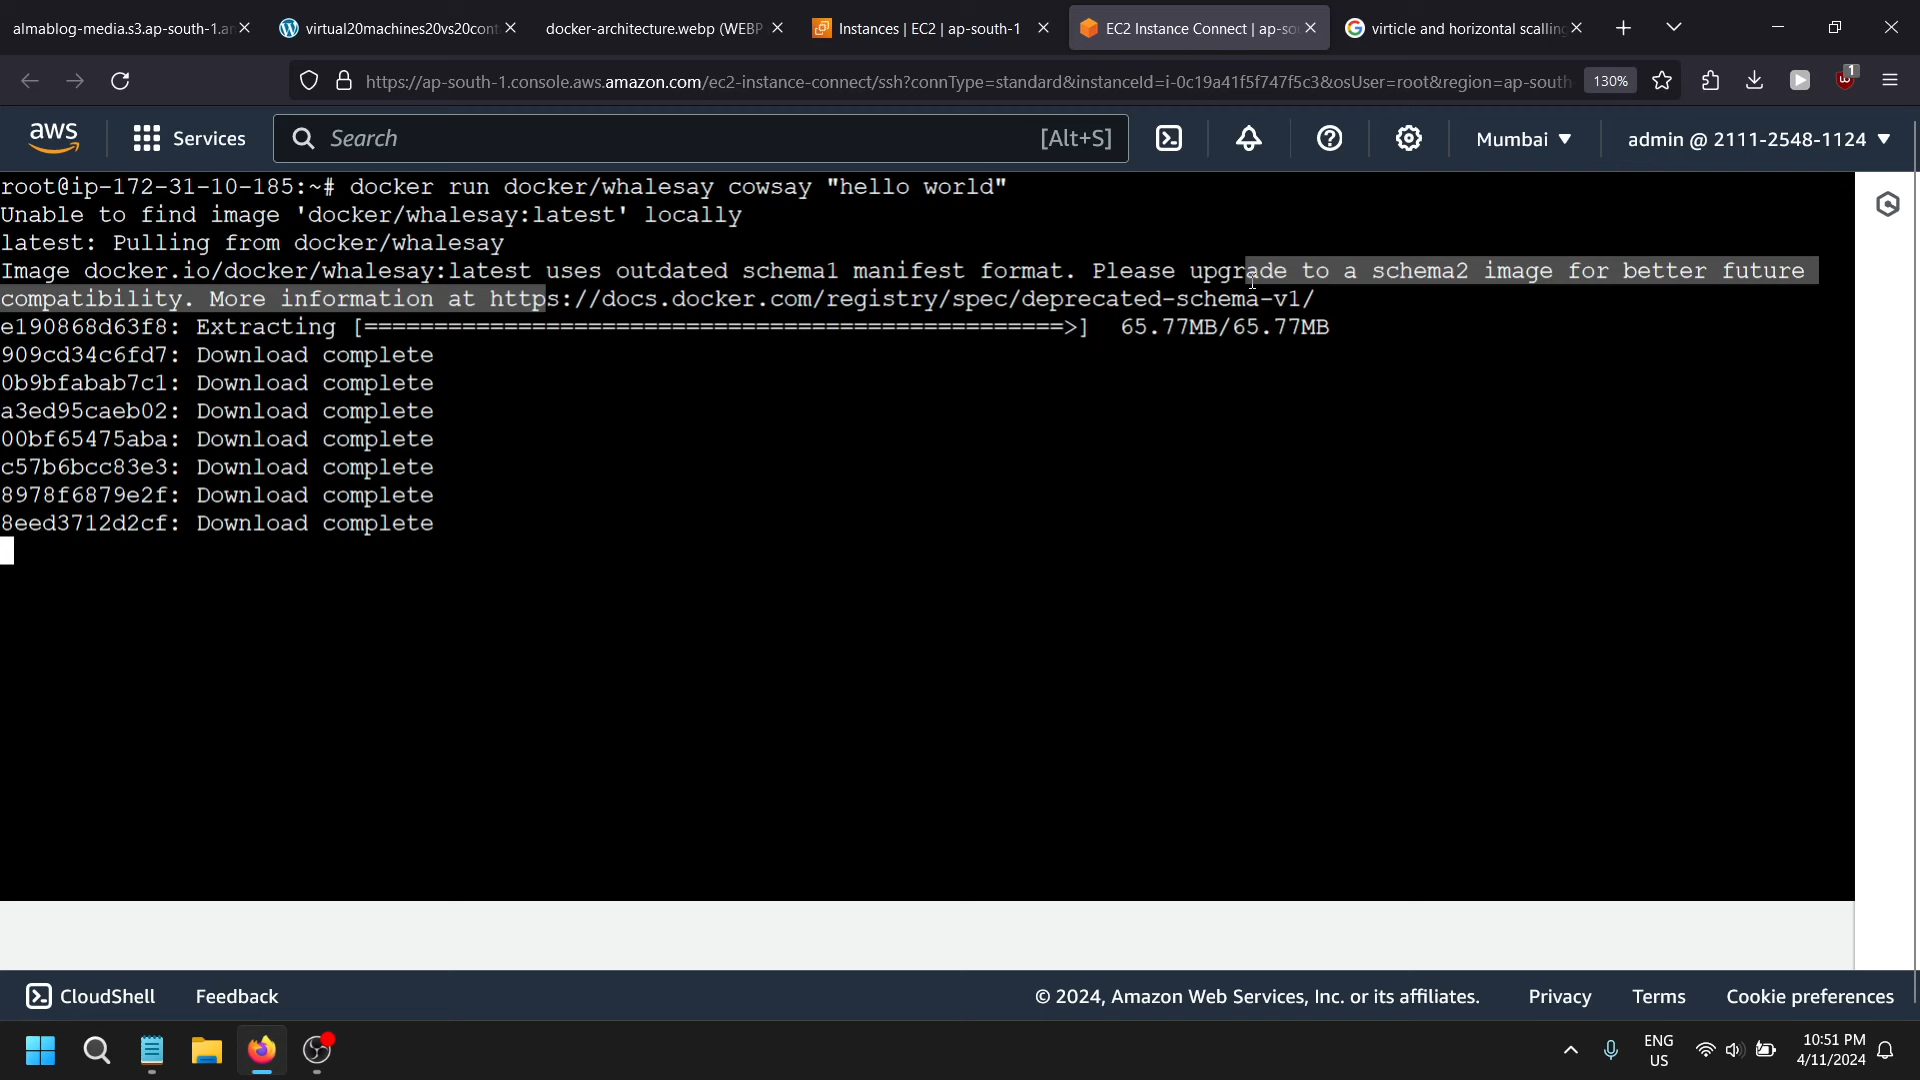 almablog-media.s3.ap-south-1.a
virtual20machines20vs20cont
docker-architecture.webp (WEBP
Instances | EC2 | ap-south-1
EC2 Instance Connect | ap-so
virticle and horizontal scalling
https://ap-south-1.console.aws.amazon.com/ec2-instance-connect/ssh?connType=standard&instanceId=i-0c19a41f5f747f5c3&osUser=root&region=ap-south-
130%
1
aws
Services
Search
[Alt+S]
Mumbai
admin @ 2111-2548-1124
root@ip-172-31-10-185:~# docker run docker/whalesay cowsay "hello world"
Unable to find image 'docker/whalesay:latest' locally
latest: Pulling from docker/whalesay
Image docker.io/docker/whalesay:latest uses outdated schema1 manifest format. Please upgrade to a schema2 image for better future
compatibility. More information at https://docs.docker.com/registry/spec/deprecated-schema-v1/
e190868d63f8: Extracting [==================================================>]  65.77MB/65.77MB
909cd34c6fd7: Download complete
0b9bfabab7c1: Download complete
a3ed95caeb02: Download complete
00bf65475aba: Download complete
c57b6bcc83e3: Download complete
8978f6879e2f: Download complete
8eed3712d2cf: Download complete
CloudShell
Feedback
© 2024, Amazon Web Services, Inc. or its affiliates.
Privacy
Terms
Cookie preferences
ENG
US
10:51 PM
4/11/2024